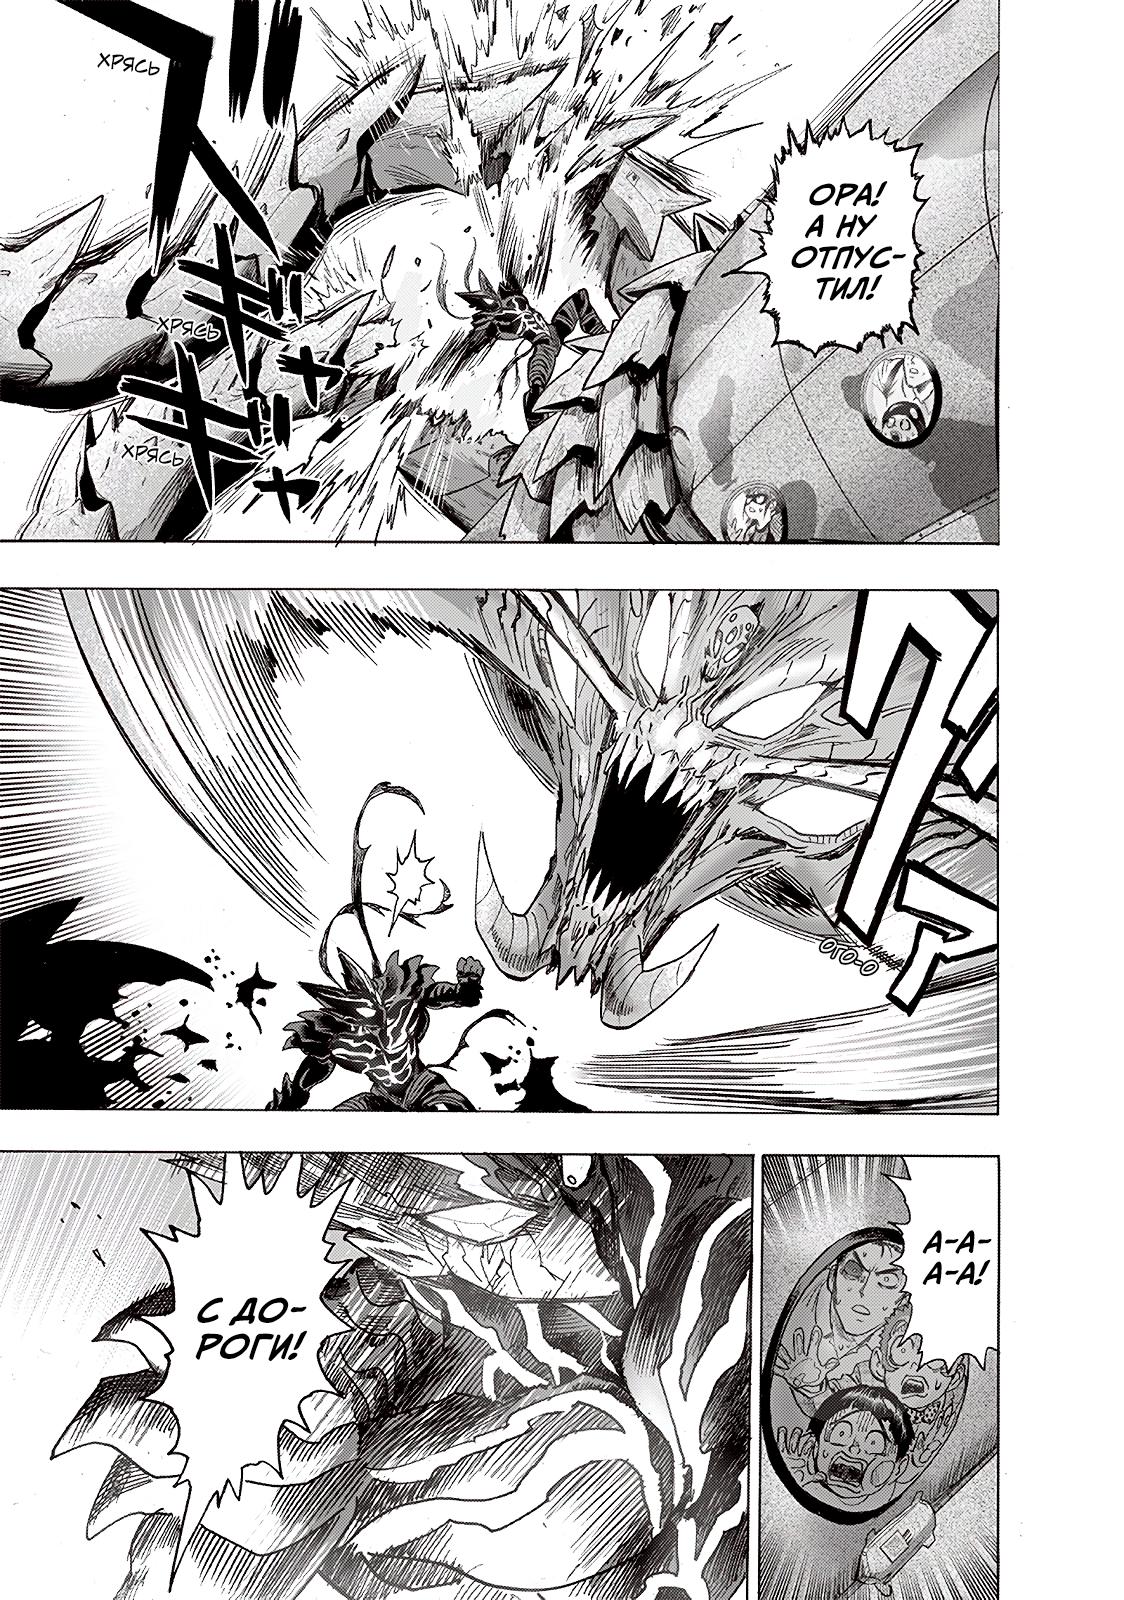 ОРА!
А НУ
ОТПУС-
ТИЛ!
ХРЯСЬ
ХРЯСЬ
ХРЯСЬ
ОГО-О
А-А-
А-А!
С ДО-
РОГИ!